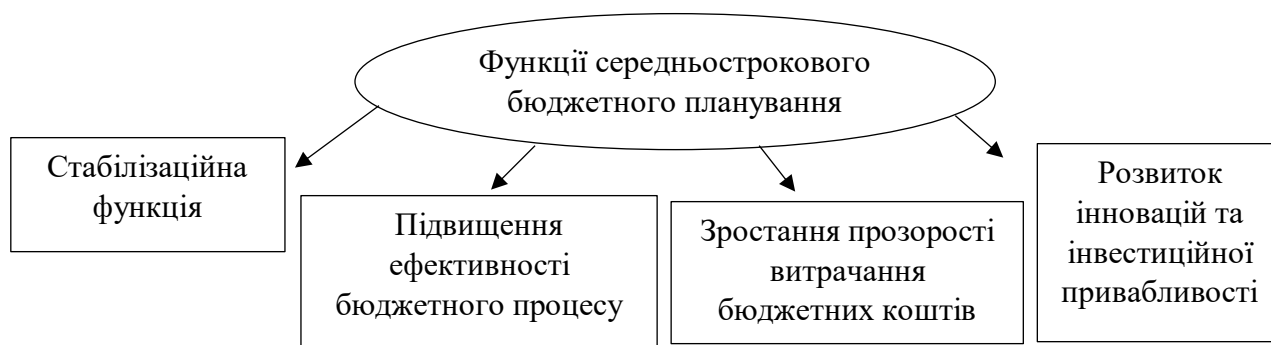 Функції середньострокового
бюджетного планування
Стабілізаційна
функція
Підвищення
ефективності
бюджетного процесу
Зростання прозорості
витрачання
бюджетних коштів
Розвиток
інновацій та
інвестиційної
привабливості